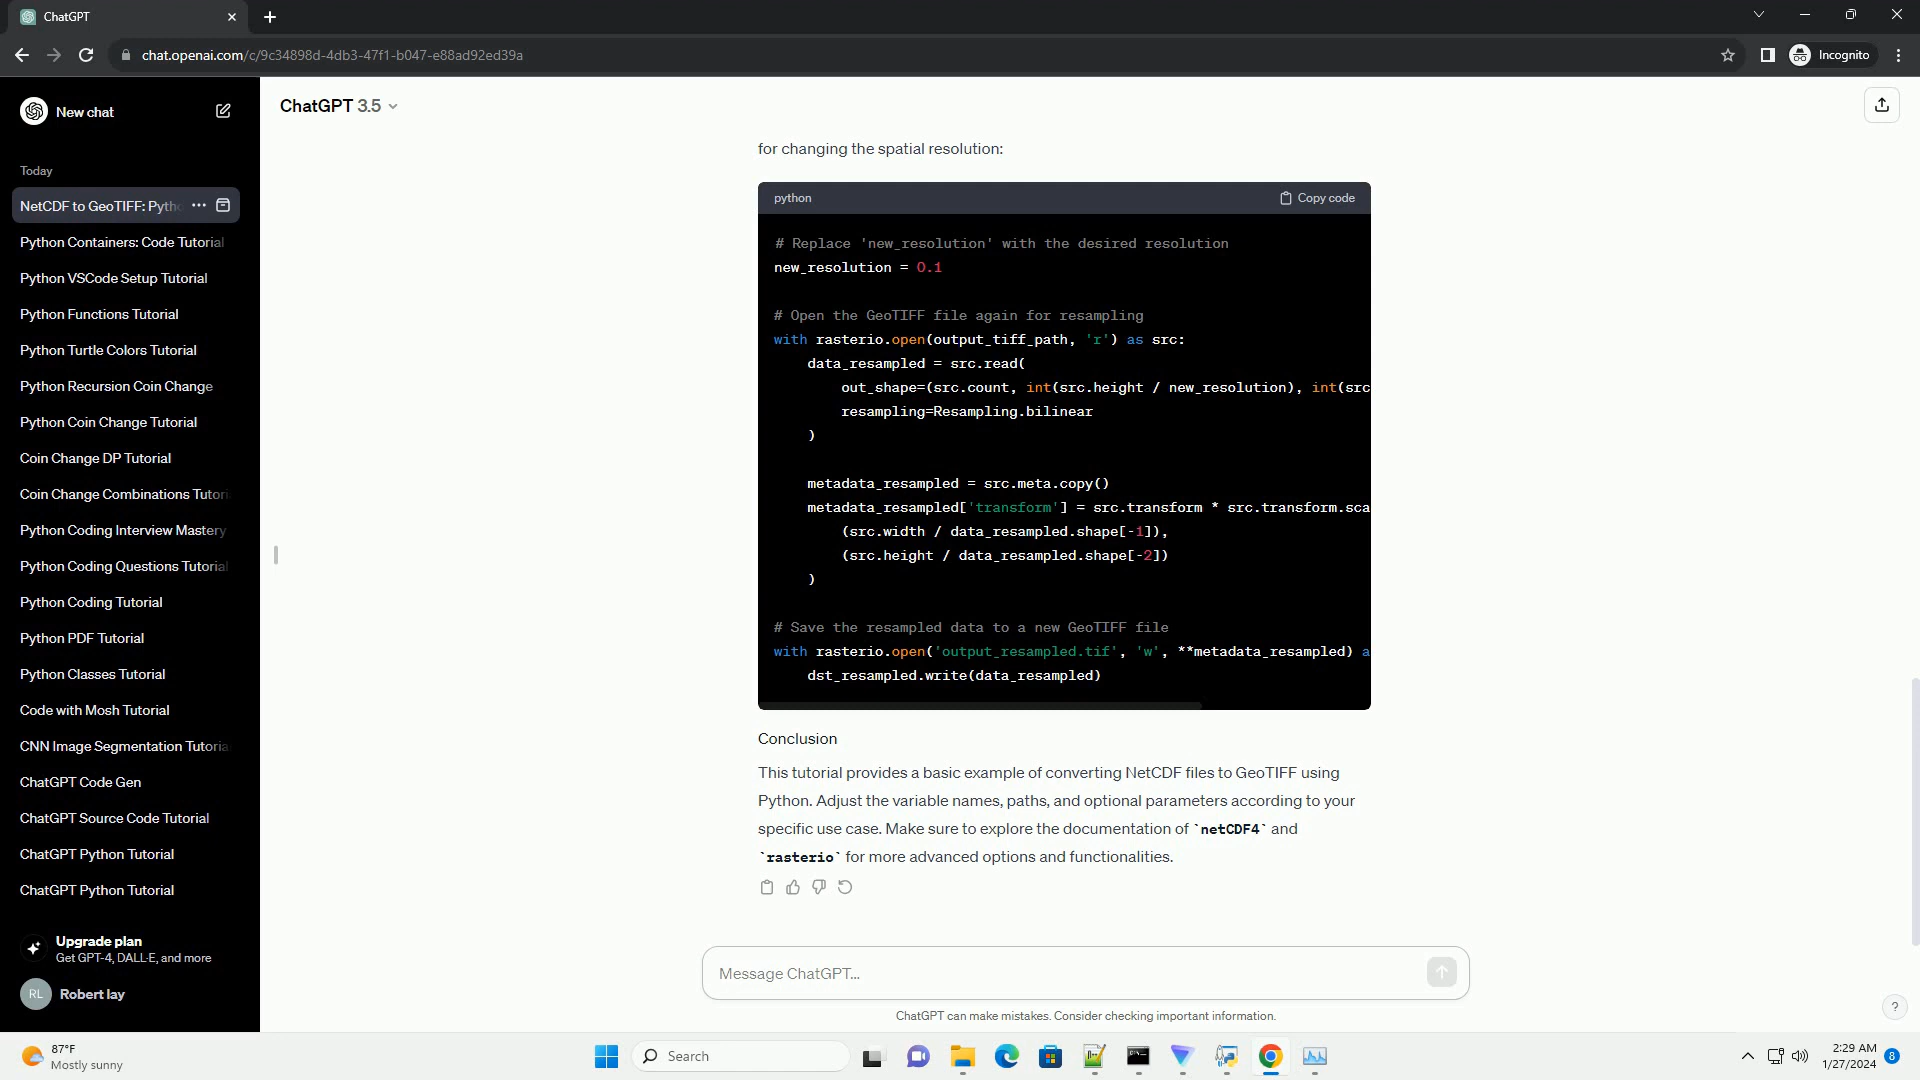 ChatGPT
chat.openai.com/c/9c34898d-4db3-47f1-b047-e88ad92ed39a
Incognito
New chat
ChatGPT 3.5
Today
NetCDF to GeoTIFF: Pytho
Python Containers: Code Tutorial
Python VSCode Setup Tutorial
Python Functions Tutorial
Python Turtle Colors Tutorial
Python Recursion Coin Change
Python Coin Change Tutorial
Coin Change DP Tutorial
Coin Change Combinations Tutori
Python Coding Interview Mastery
Python Coding Questions Tutorial
Python Coding Tutorial
Python PDF Tutorial
Python Classes Tutorial
Code with Mosh Tutorial
CNN Image Segmentation Tutoria
ChatGPT Code Gen
ChatGPT Source Code Tutorial
ChatGPT Python Tutorial
ChatGPT Python Tutorial
Upgrade plan
Get GPT-4, DALL·E, and more
RL
Robert lay
for changing the spatial resolution:
python
Copy code
# Replace 'new_resolution' with the desired resolution
new_resolution = 0.1
# Open the GeoTIFF file again for resampling
with rasterio.open(output_tiff_path, 'r') as src:
data_resampled = src.read(
out_shape=(src.count, int(src.height / new_resolution), int(src
resampling=Resampling.bilinear
)
metadata_resampled = src.meta.copy()
metadata_resampled['transform'] = src.transform * src.transform.sca
(src.width / data_resampled.shape[-1]),
(src.height / data_resampled.shape[-2])
)
# Save the resampled data to a new GeoTIFF file
with rasterio.open('output_resampled.tif', 'w', **metadata_resampled) a
dst_resampled.write(data_resampled)
Conclusion
This tutorial provides a basic example of converting NetCDF files to GeoTIFF using
Python. Adjust the variable names, paths, and optional parameters according to your
specific use case. Make sure to explore the documentation of `netCDF4` and
`rasterio` for more advanced options and functionalities.
Message ChatGPT...
ChatGPT can make mistakes. Consider checking important information.
?
87°F
Mostly sunny
Search
2:29 AM
1/27/2024
8